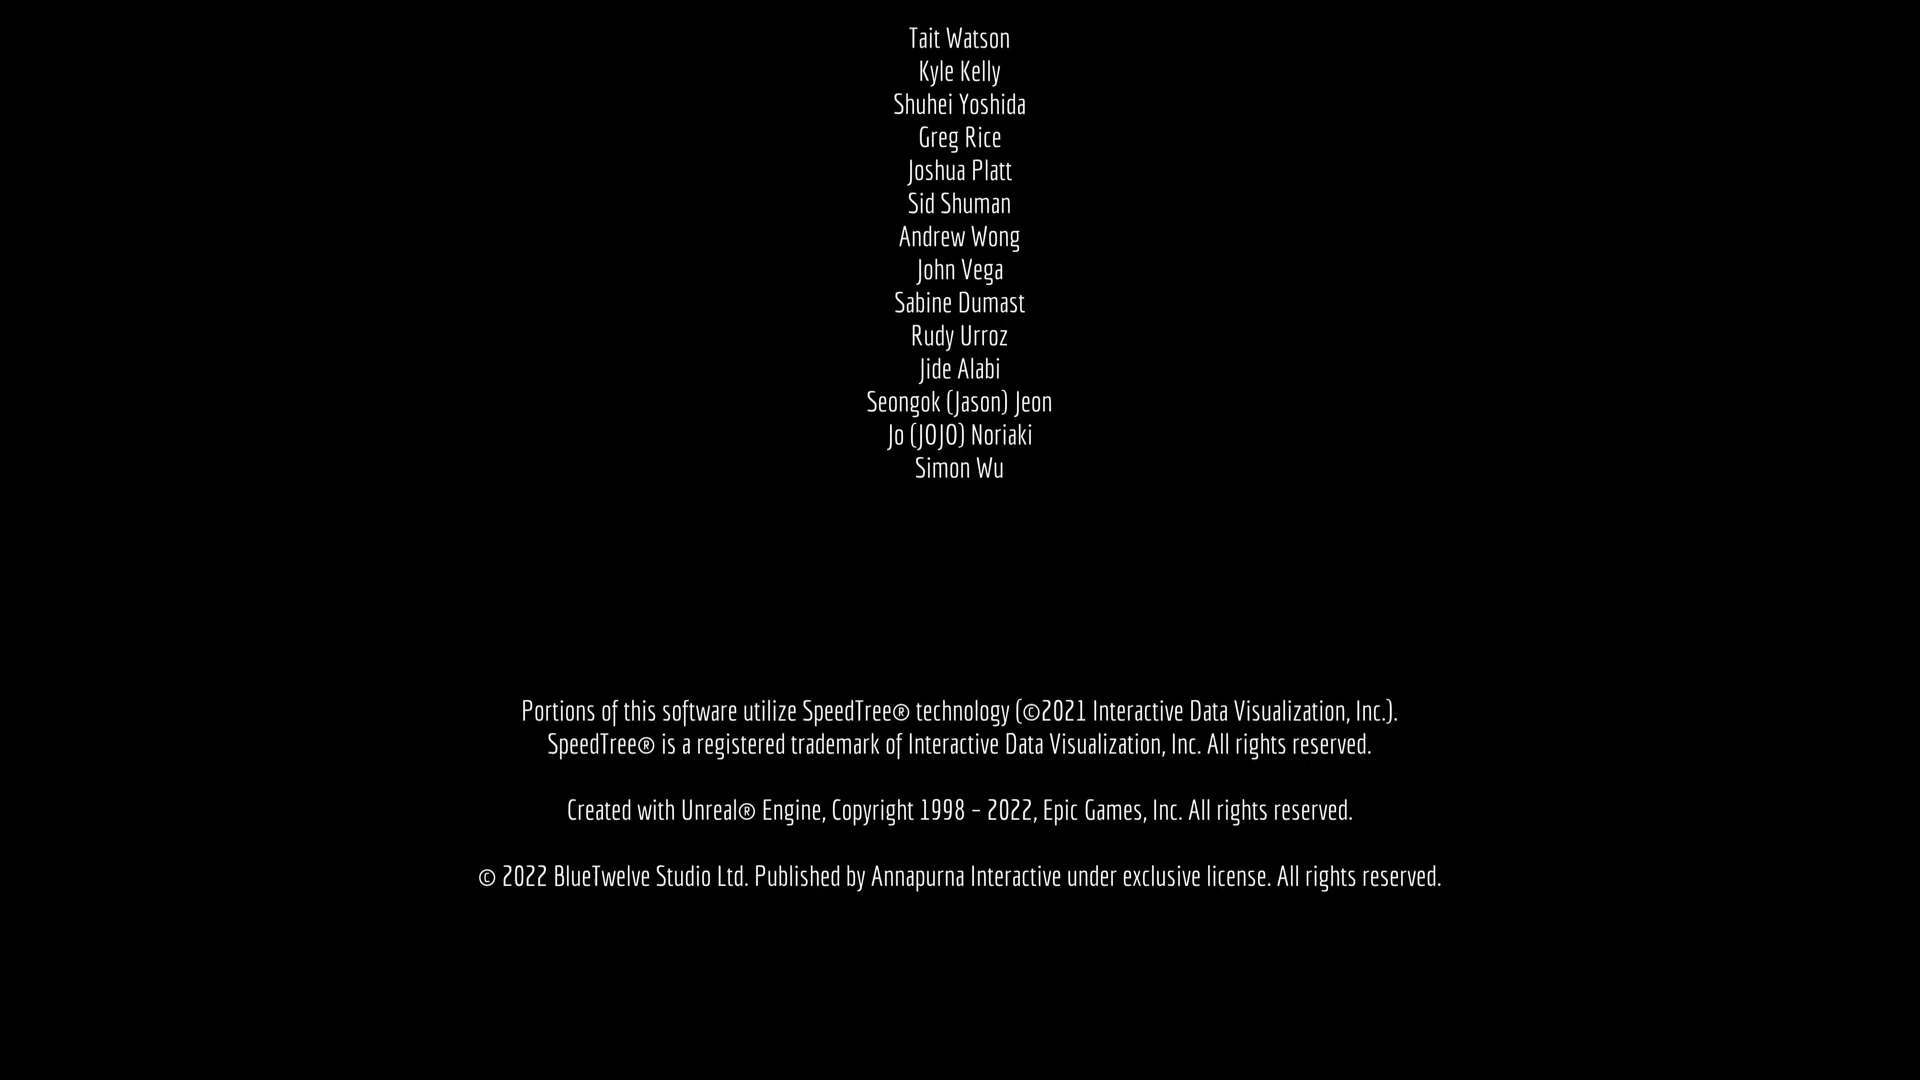 Tait Watson
Kyle Kelly
Shuhei Yoshida
Greg Rice
Joshua Platt
Sid Shuman
Andrew Wong
John Vega
Sabine Dumast
Rudy Urroz
Jide Alabi
Seongok (Jason) Jeon
Jo (JOJO) Noriaki
Simon Wu
Portions of this software utilize SpeedTree® technology (©2021 Interactive Data Visualization, Inc.).
SpeedTree® is a registered trademark of Interactive Data Visualization, Inc. All rights reserved.
Created with Unreal® Engine, Copyright 1998 – 2022, Epic Games, Inc. All rights reserved.
© 2022 BlueTwelve Studio Ltd. Published by Annapurna Interactive under exclusive license. All rights reserved.